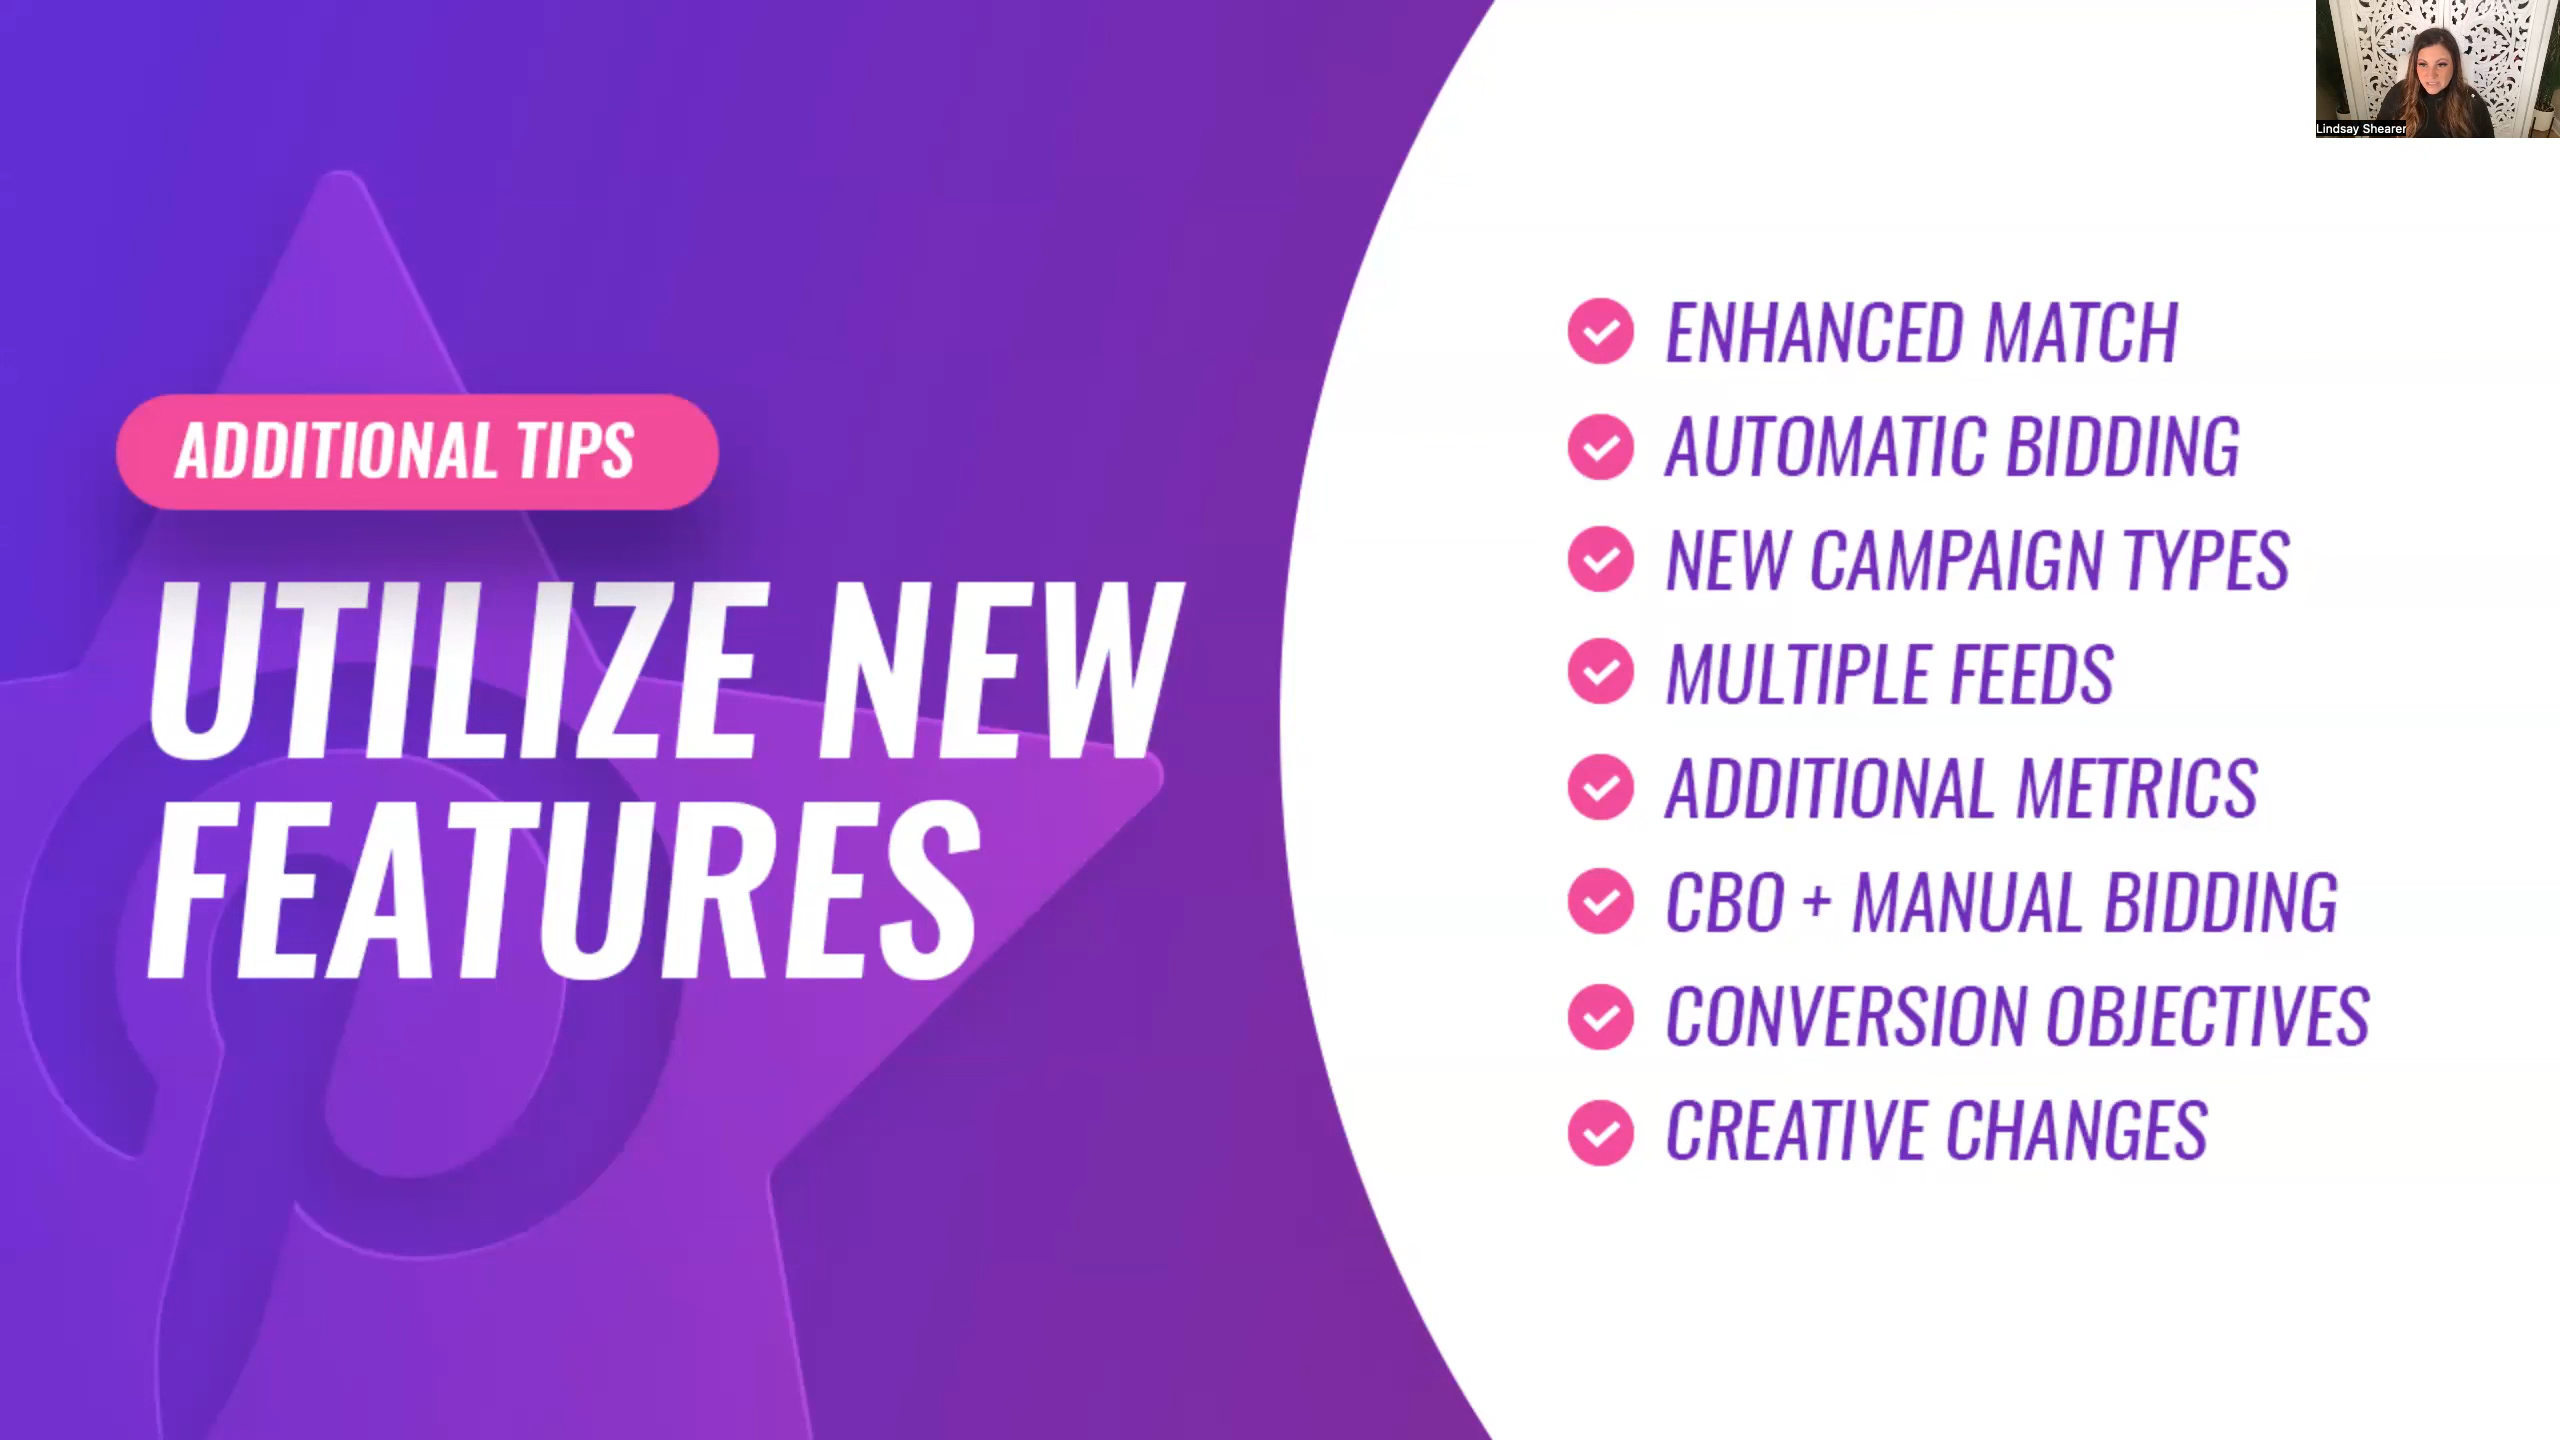 Lindsay Shearer
ADDITIONAL TIPS
UTILIZE NEW
FEATURES
ENHANCED MATCH
AUTOMATIC BIDDING
NEW CAMPAIGN TYPES
MULTIPLE FEEDS
ADDITIONAL METRICS
CBO + MANUAL BIDDING
CONVERSION OBJECTIVES
CREATIVE CHANGES